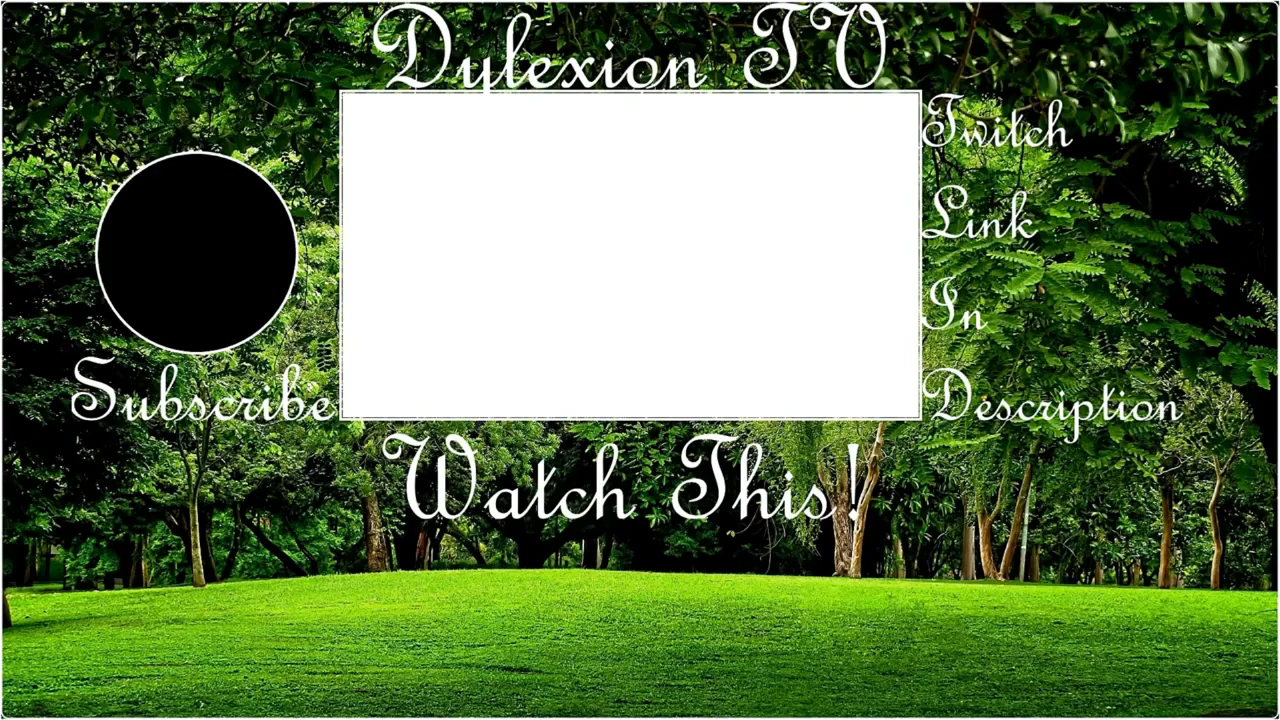 Dylexion TV
Twitch
Link
In
Description
Subscribe
Watch This!